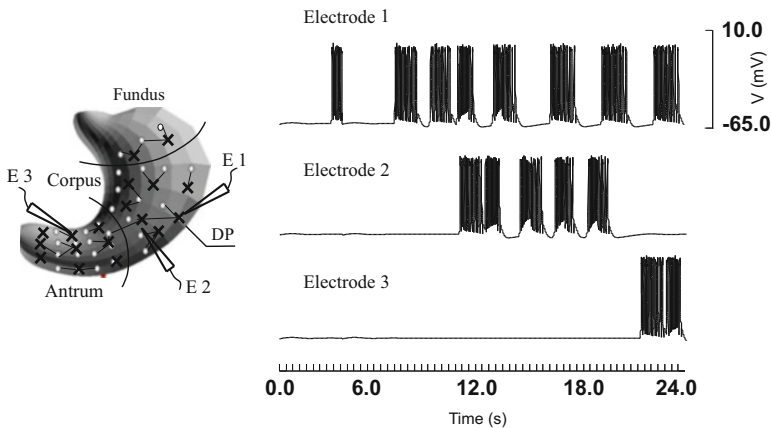 Electrode 1
10.0
V (mV)
-65.0
Fundus
Corpus
E 1
E 3
DP
E 2
Antrum
Electrode 2
Electrode 3
0.0 6.0 12.0 18.0 24.0
Time (s)